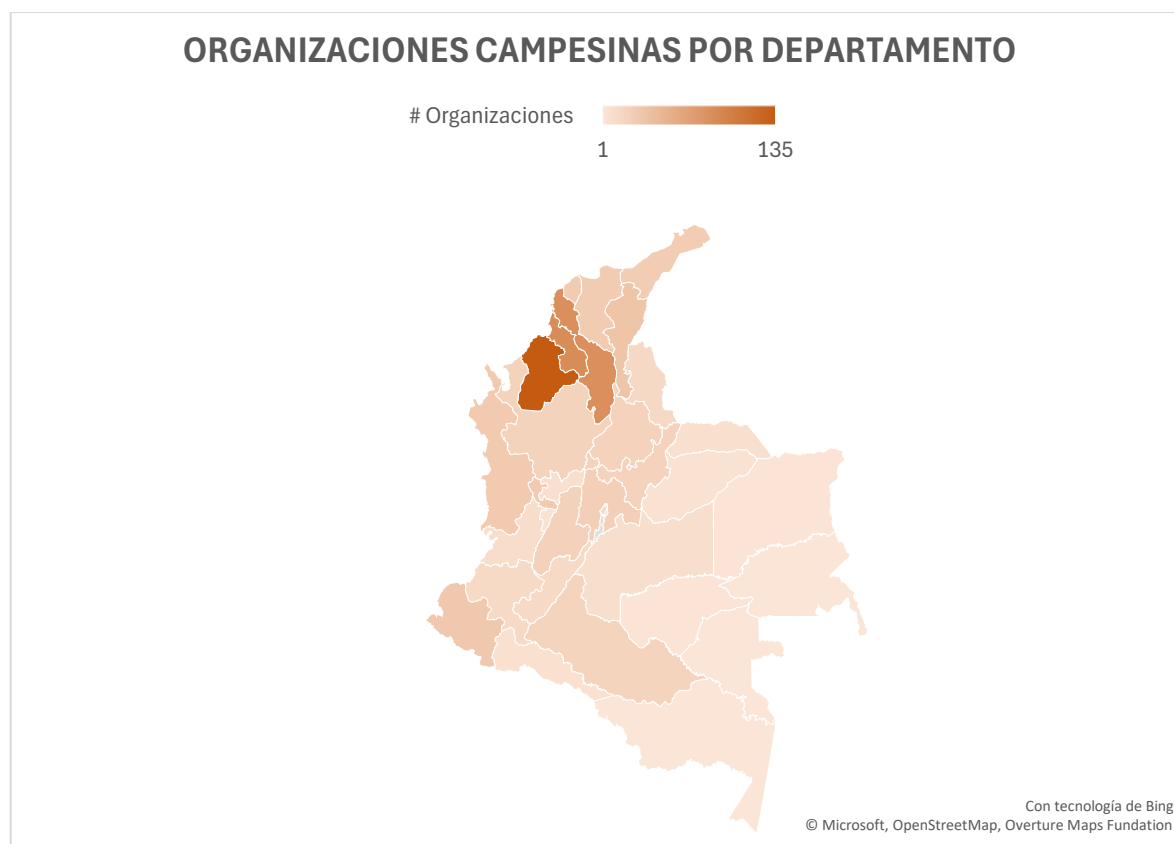 ORGANIZACIONES CAMPESINAS POR DEPARTAMENTO
# Organizaciones
1 135
Con tecnología de Bing
© Microsoft, OpenStreetMap, Overture Maps Fundation